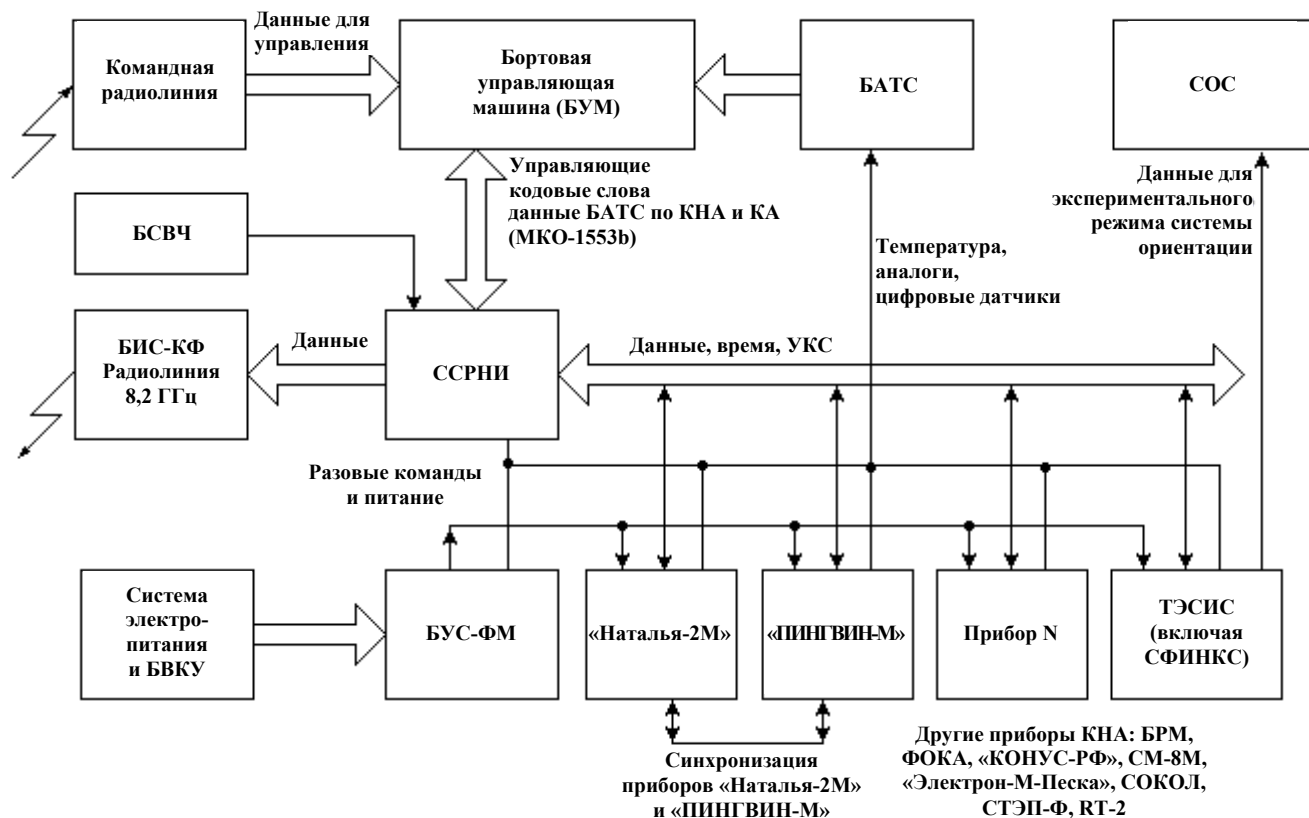 Данные для
управления
Командная
радиолиния
Бортовая
управляющая
машина (БУМ)
БАТС
СОС
Управляющие
кодовые слова
данные БАТС по КНА и КА
(МКО-1553b)
Данные для
экспериментального
режима системы
ориентации
БСВЧ
Температура,
аналоги,
цифровые датчики
БИС-КФ
Радиолиния
8,2 ГГц
Данные
ССРНИ
Данные, время, УКС
Разовые команды
и питание
Система
электро-
питания
и БВКУ
БУС-ФМ
«Наталья-2М»
«ПИНГВИН-М»
Прибор N
ТЭСИС
(включая
СФИНКС)
Синхронизация
приборов «Наталья-2М»
и «ПИНГВИН-М»
Другие приборы КНА: БРМ,
ФОКА, «КОНУС-РФ», СМ-8М,
«Электрон-М-Песка», СОКОЛ,
СТЭП-Ф, RT-2